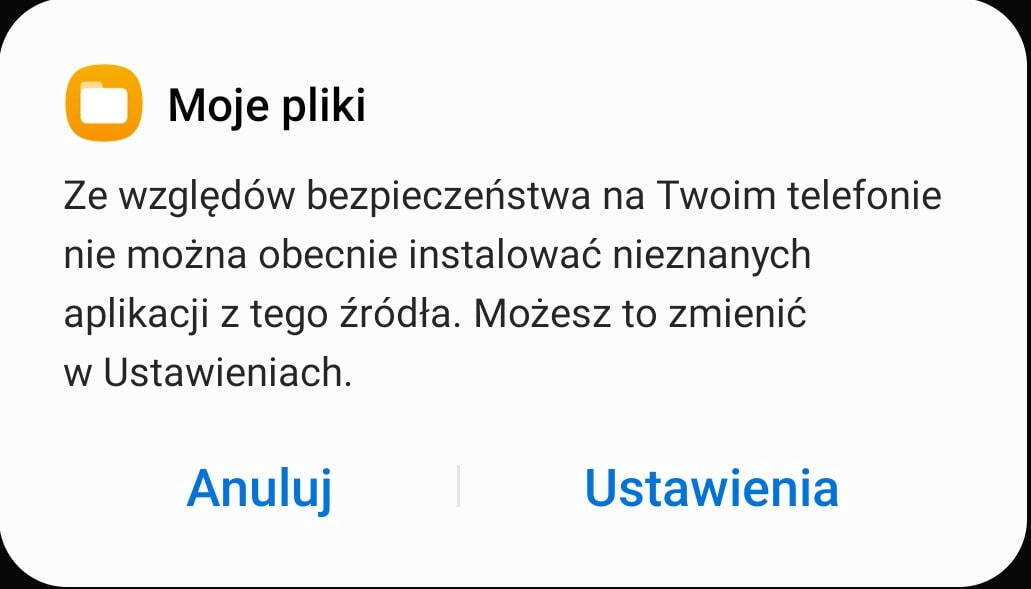 Moje pliki
Ze względów bezpieczeństwa na Twoim telefonie
nie można obecnie instalować nieznanych
aplikacji z tego źródła. Możesz to zmienić
w Ustawieniach.
Anuluj
Ustawienia